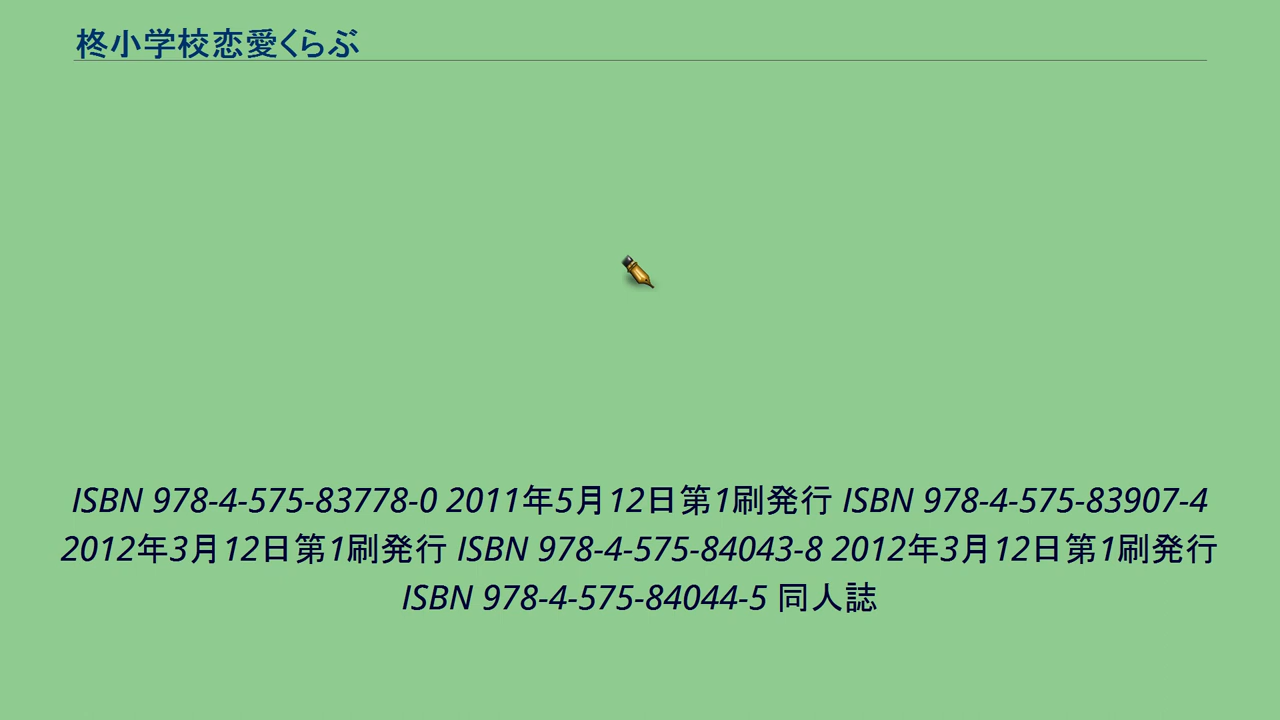 柊小学校恋愛くらぶ
ISBN 978-4-575-83778-0 2011年5月12日第1刷発行 ISBN 978-4-575-83907-4
2012年3月12日第1刷発行 ISBN 978-4-575-84043-8 2012年3月12日第1刷発行
ISBN 978-4-575-84044-5 同人誌